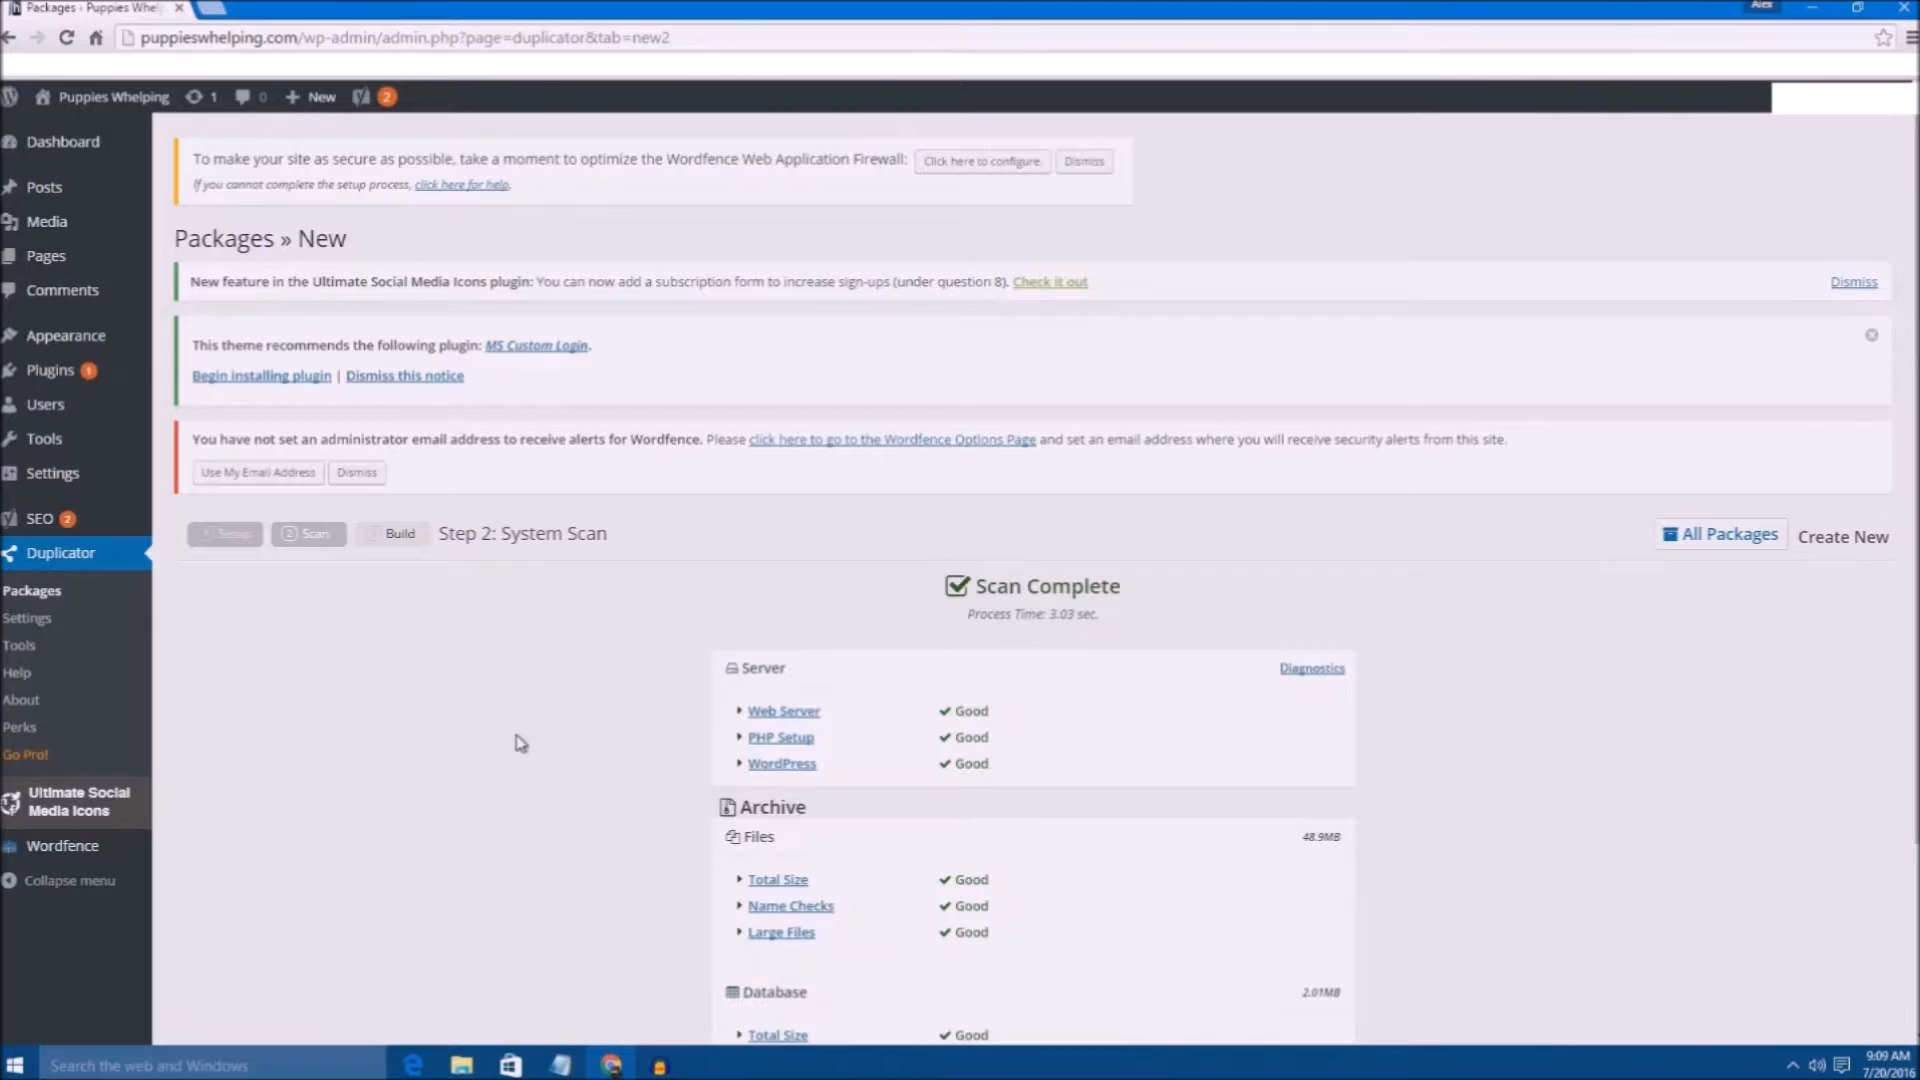 Packages ‹ Puppies Whel
Alex
puppieswhelping.com/wp-admin/admin.php?page=duplicator&tab=new2
Puppies Whelping 1 0 New 2
Dashboard
Posts
Media
Pages
Comments
Appearance
Plugins 1
Users
Tools
Settings
SEO 2
Duplicator
Packages
Settings
Tools
Help
About
Perks
Go Pro!
Ultimate Social
Media Icons
Wordfence
Collapse menu
To make your site as secure as possible, take a moment to optimize the Wordfence Web Application Firewall: Click here to configure. Dismiss
If you cannot complete the setup process, click here for help.
Packages » New
New feature in the Ultimate Social Media Icons plugin: You can now add a subscription form to increase sign-ups (under question 8). Check it out Dismiss
This theme recommends the following plugin: MS Custom Login.
Begin installing plugin | Dismiss this notice
You have not set an administrator email address to receive alerts for Wordfence. Please click here to go to the Wordfence Options Page and set an email address where you will receive security alerts from this site.
Use My Email Address Dismiss
1 Setup 2 Scan Build Step 2: System Scan All Packages Create New
Scan Complete
Process Time: 3.03 sec.
Server Diagnostics
Web Server Good
PHP Setup Good
WordPress Good
Archive
Files 48.9MB
Total Size Good
Name Checks Good
Large Files Good
Database 2.01MB
Total Size Good
Search the web and Windows
9:09 AM
7/20/2016